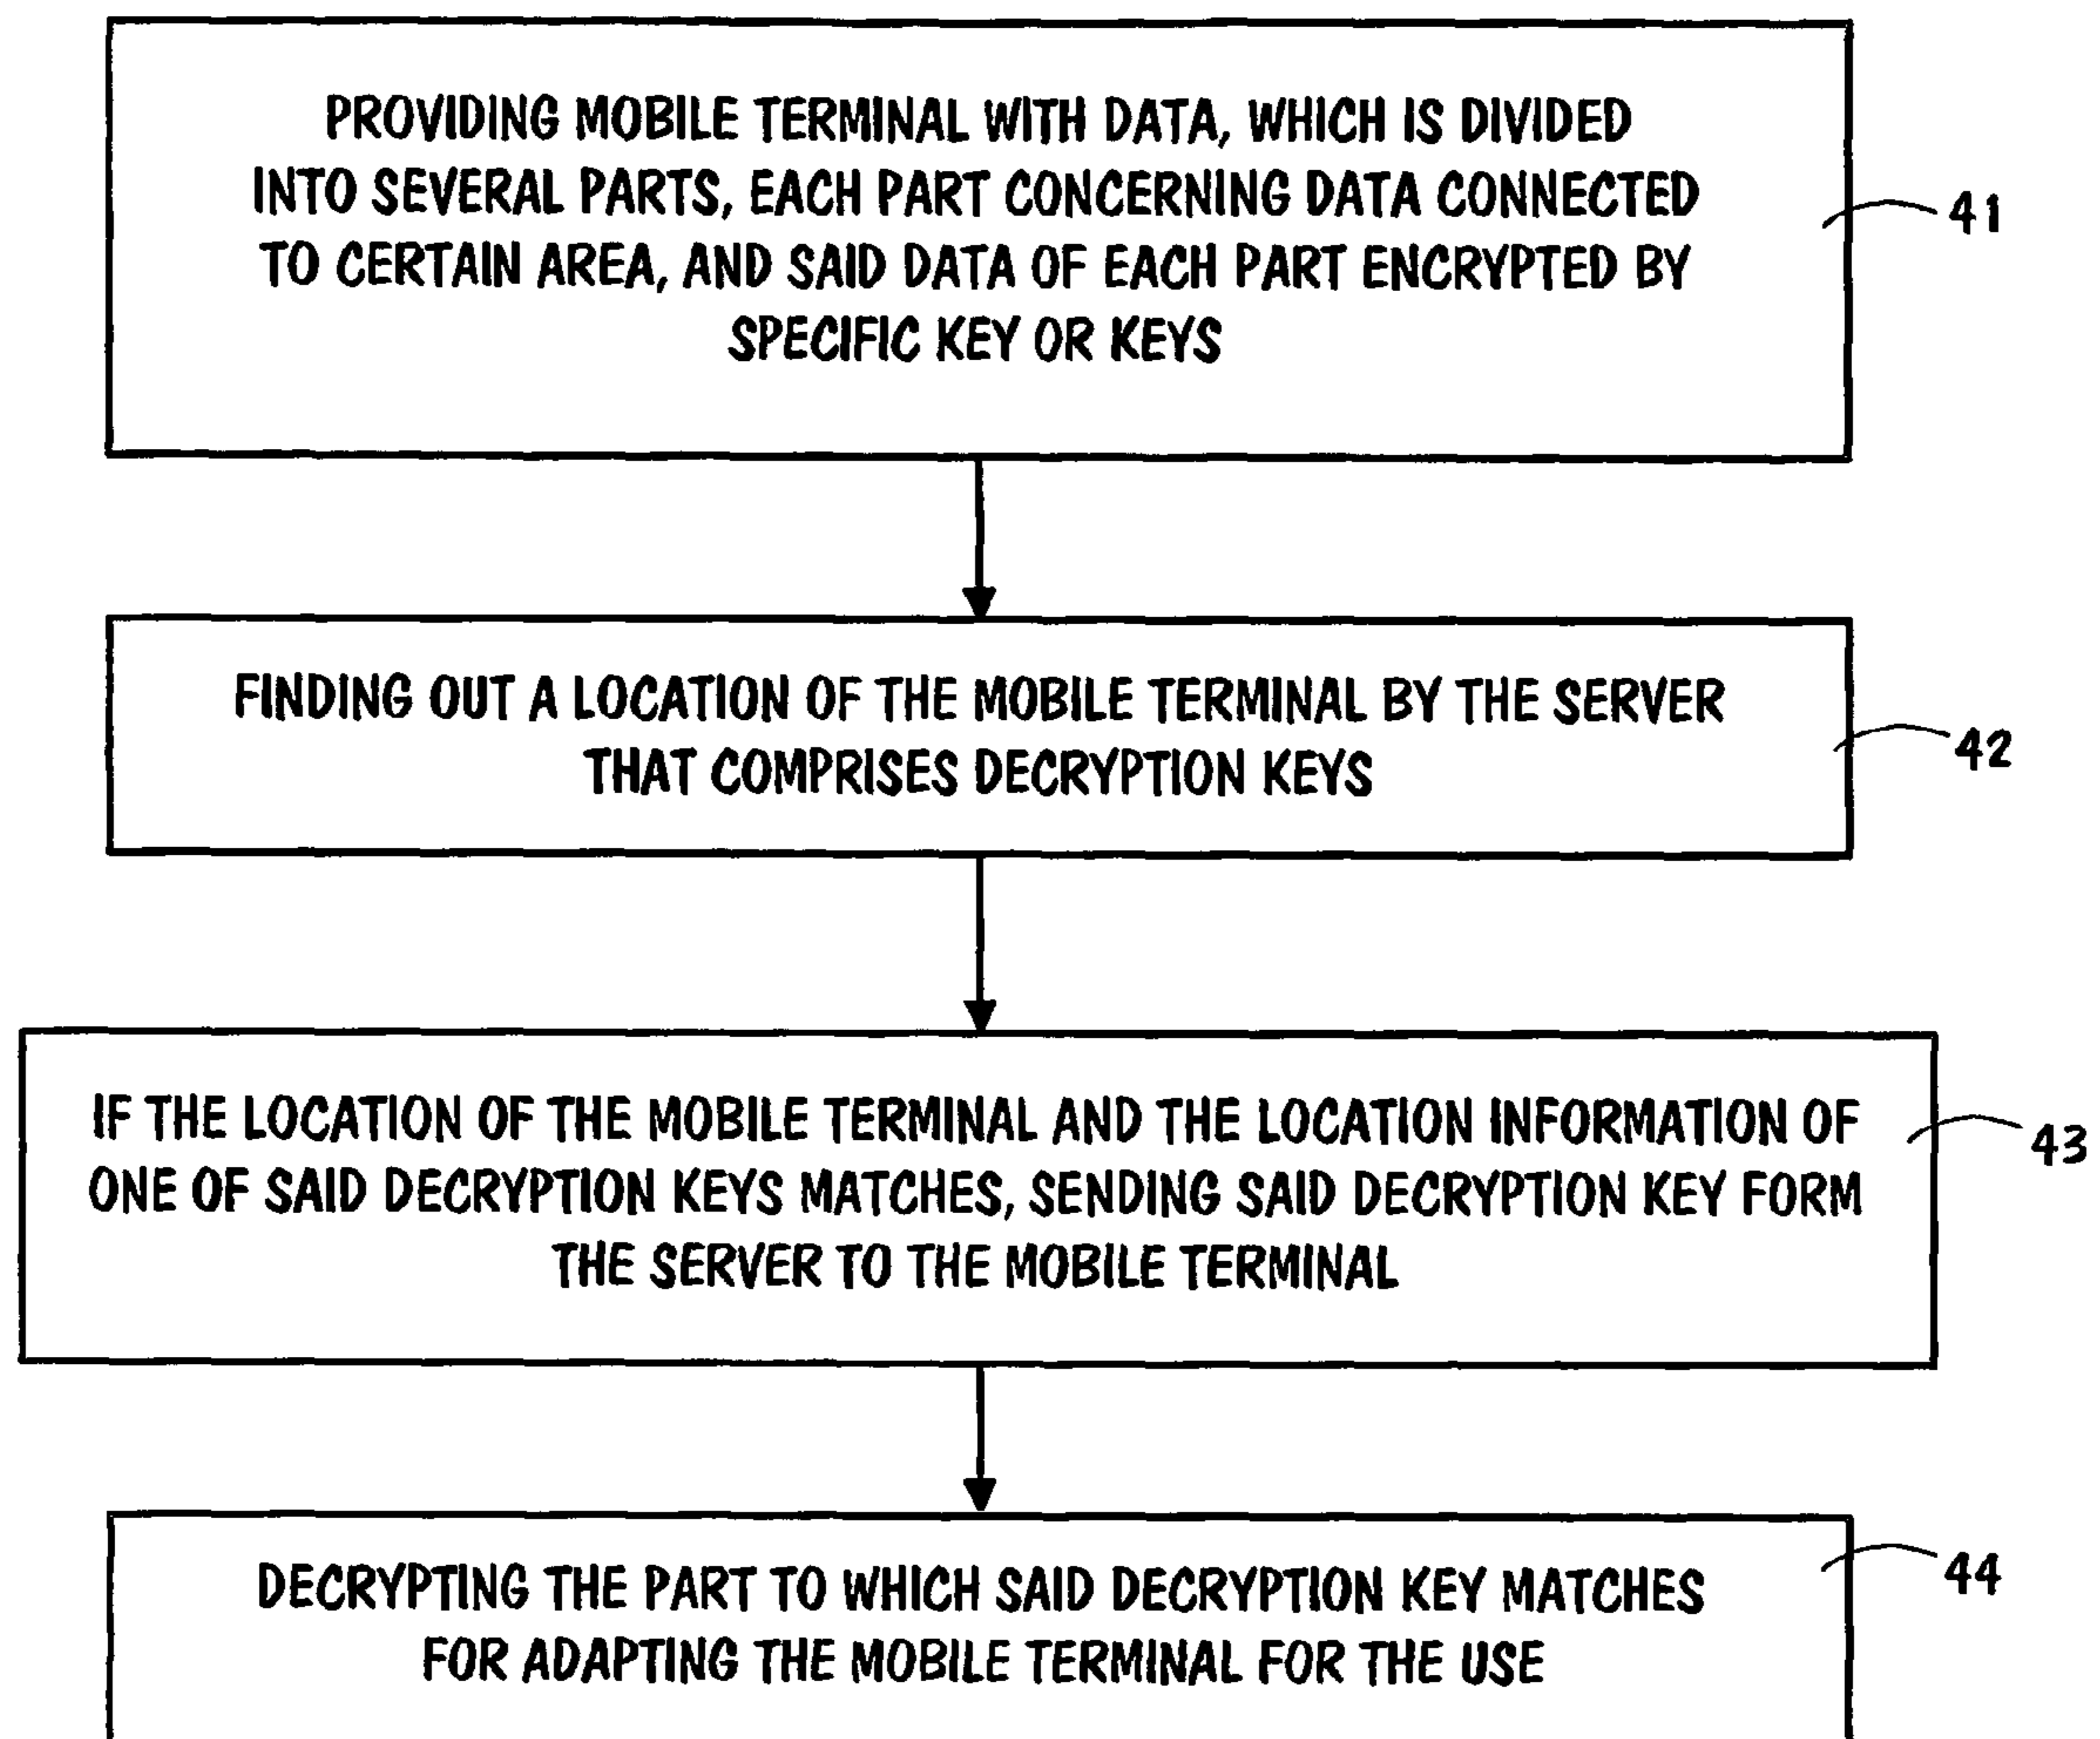 PROVIDING MOBILE TERMINAL WITH DATA, WHICH IS DIVIDED
INTO SEVERAL PARTS, EACH PART CONCERNING DATA CONNECTED
TO CERTAIN AREA, AND SAID DATA OF EACH PART ENCRYPTED BY
SPECIFIC KEY OR KEYS
41
FINDING OUT A LOCATION OF THE MOBILE TERMINAL BY THE SERVER
THAT COMPRISES DECRYPTION KEYS
42
IF THE LOCATION OF THE MOBILE TERMINAL AND THE LOCATION INFORMATION OF
ONE OF SAID DECRYPTION KEYS MATCHES, SENDING SAID DECRYPTION KEY FORM
THE SERVER TO THE MOBILE TERMINAL
43
DECRYPTING THE PART TO WHICH SAID DECRYPTION KEY MATCHES
FOR ADAPTING THE MOBILE TERMINAL FOR THE USE
44